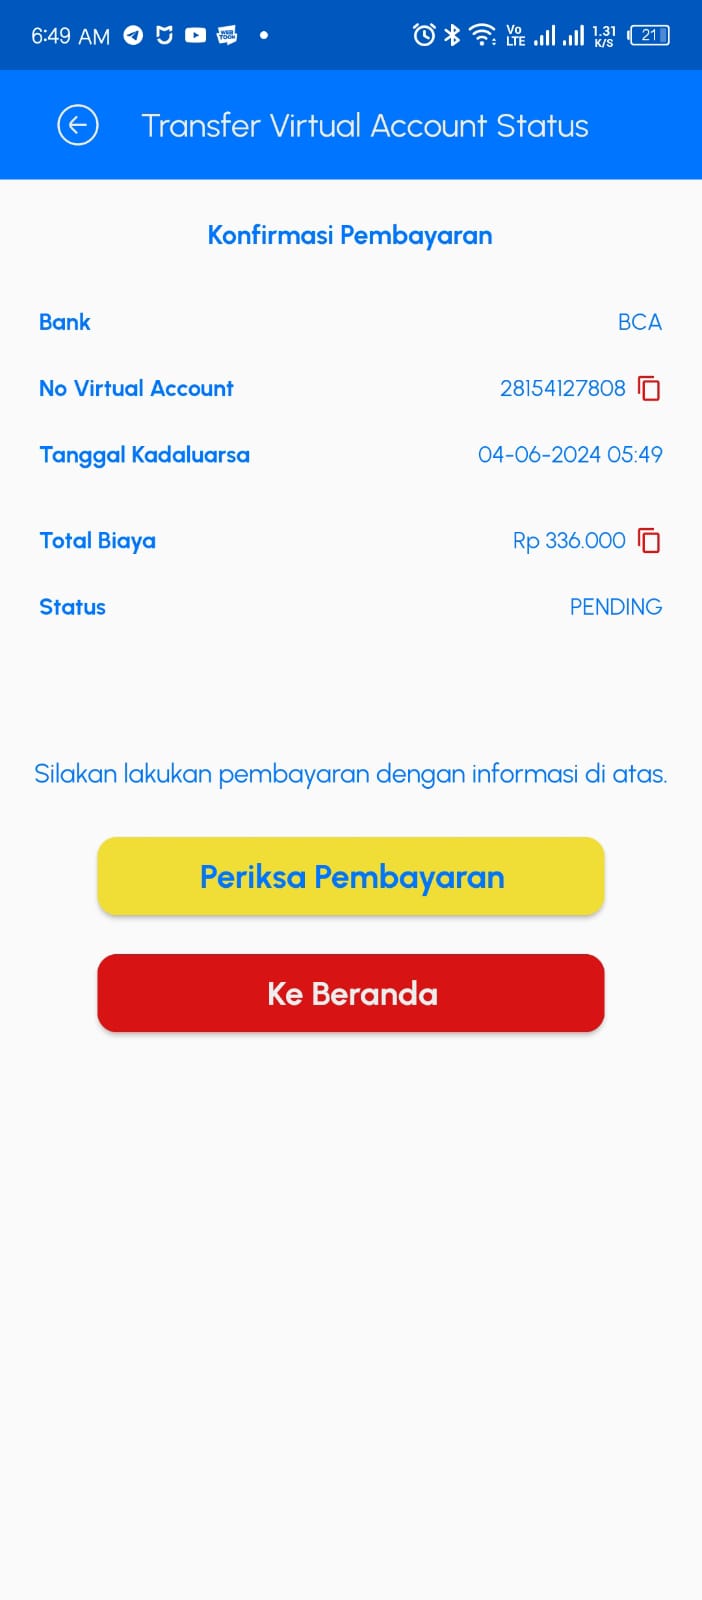 6:49 AM
Vo
LTE
1.31
K/S
21
Transfer Virtual Account Status
Konfirmasi Pembayaran
Bank BCA
No Virtual Account 28154127808
Tanggal Kadaluarsa 04-06-2024 05:49
Total Biaya Rp 336.000
Status PENDING
Silakan lakukan pembayaran dengan informasi di atas.
Periksa Pembayaran
Ke Beranda